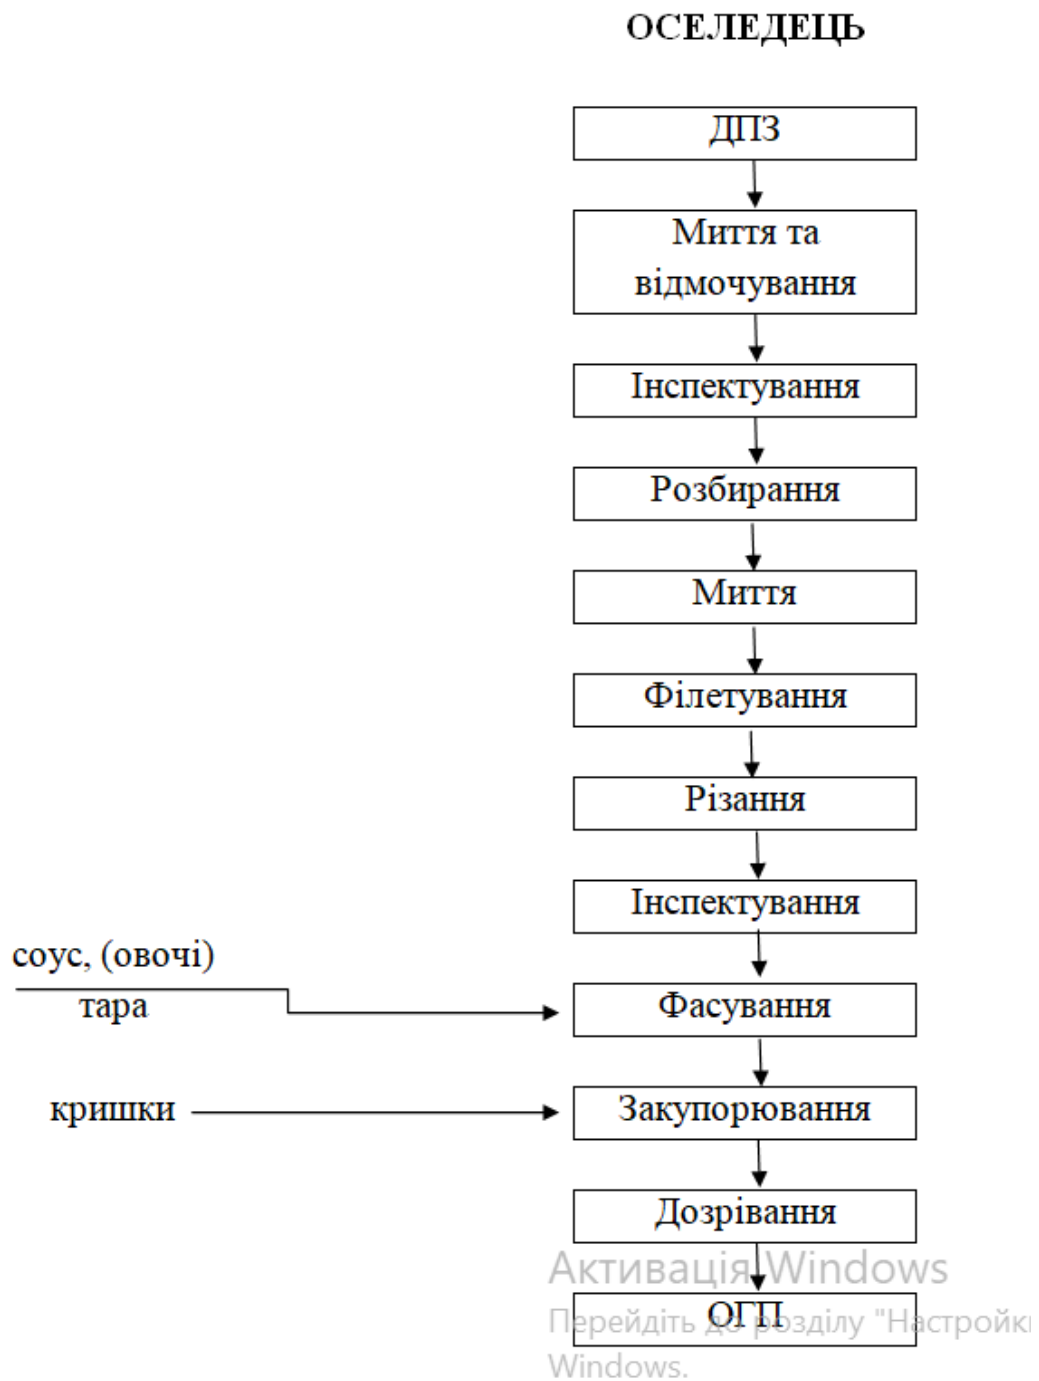 ОСЕЛЕДЕЦЬ
ДПЗ
Миття та
відмочування
Інспектування
Розбирання
Миття
Філетування
Різання
Інспектування
соус, (овочі)
тара
Фасування
кришки
Закупорювання
Дозрівання
Активація Windows
ОГП
Перейдіть до розділу "Настройки
Windows.